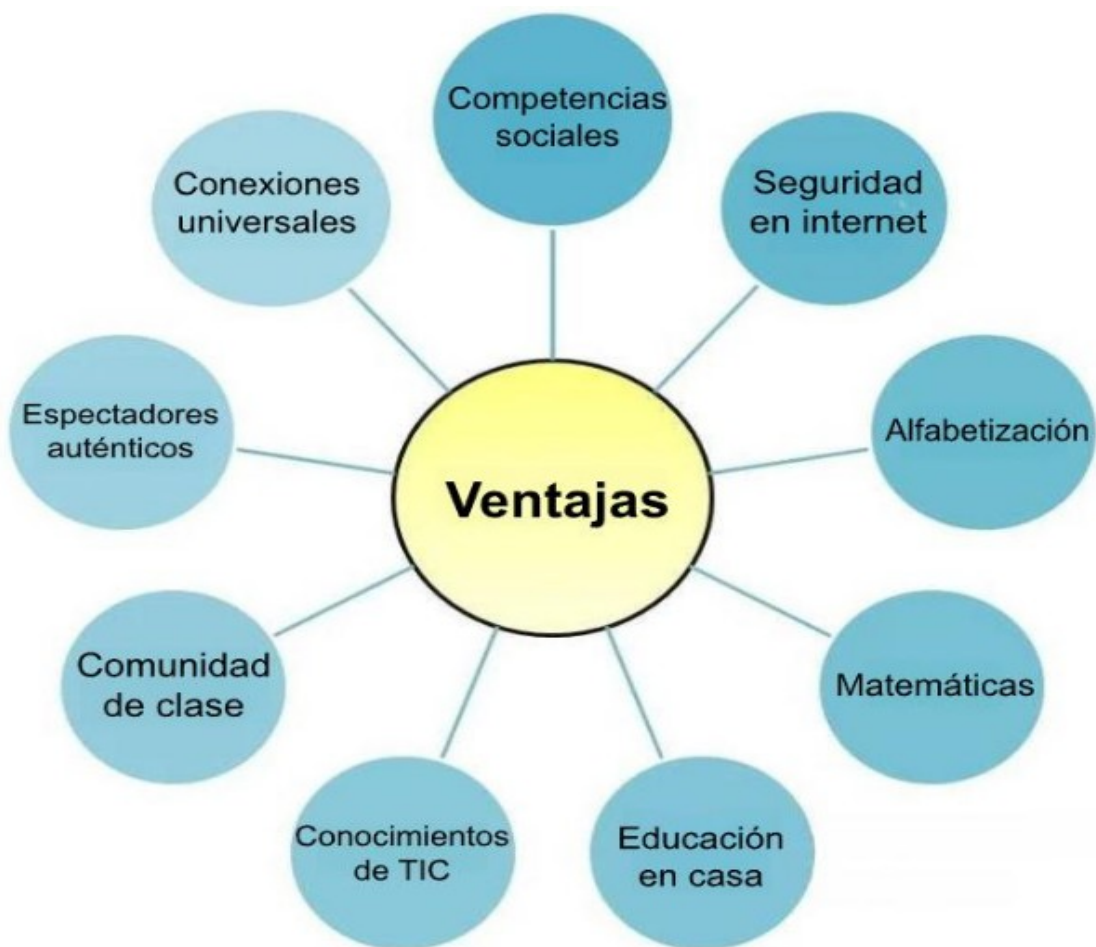 Competencias
sociales
Seguridad
en internet
Alfabetización
Matemáticas
Educación
en casa
Conocimientos
de TIC
Comunidad
de clase
Espectadores
auténticos
Conexiones
universales
Ventajas